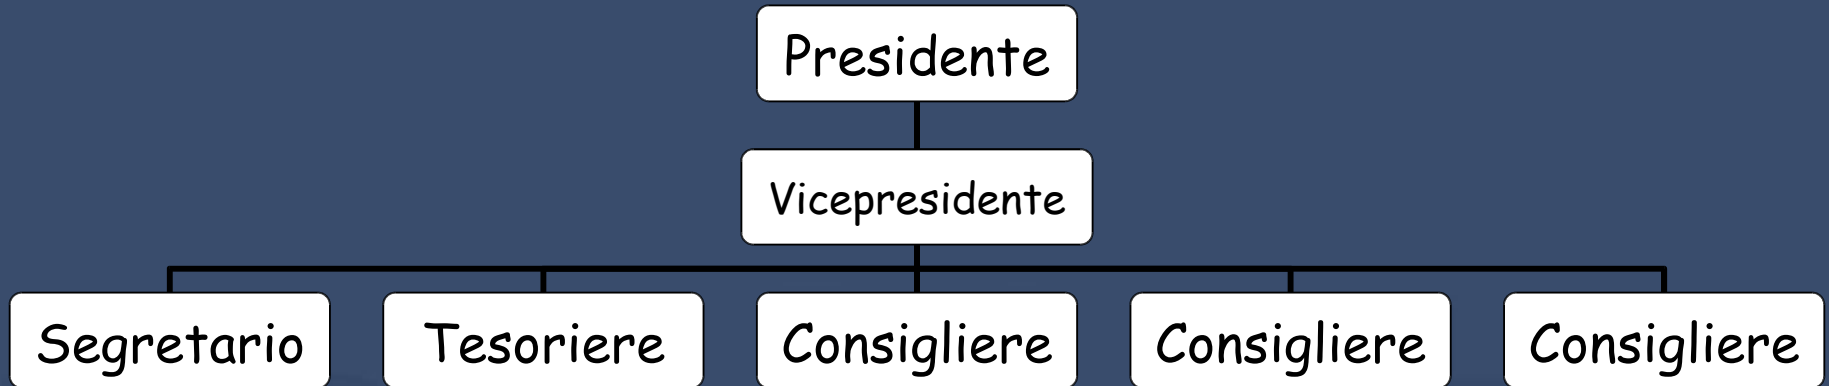 Presidente
Vicepresidente
Segretario
Tesoriere
Consigliere
Consigliere
Consigliere